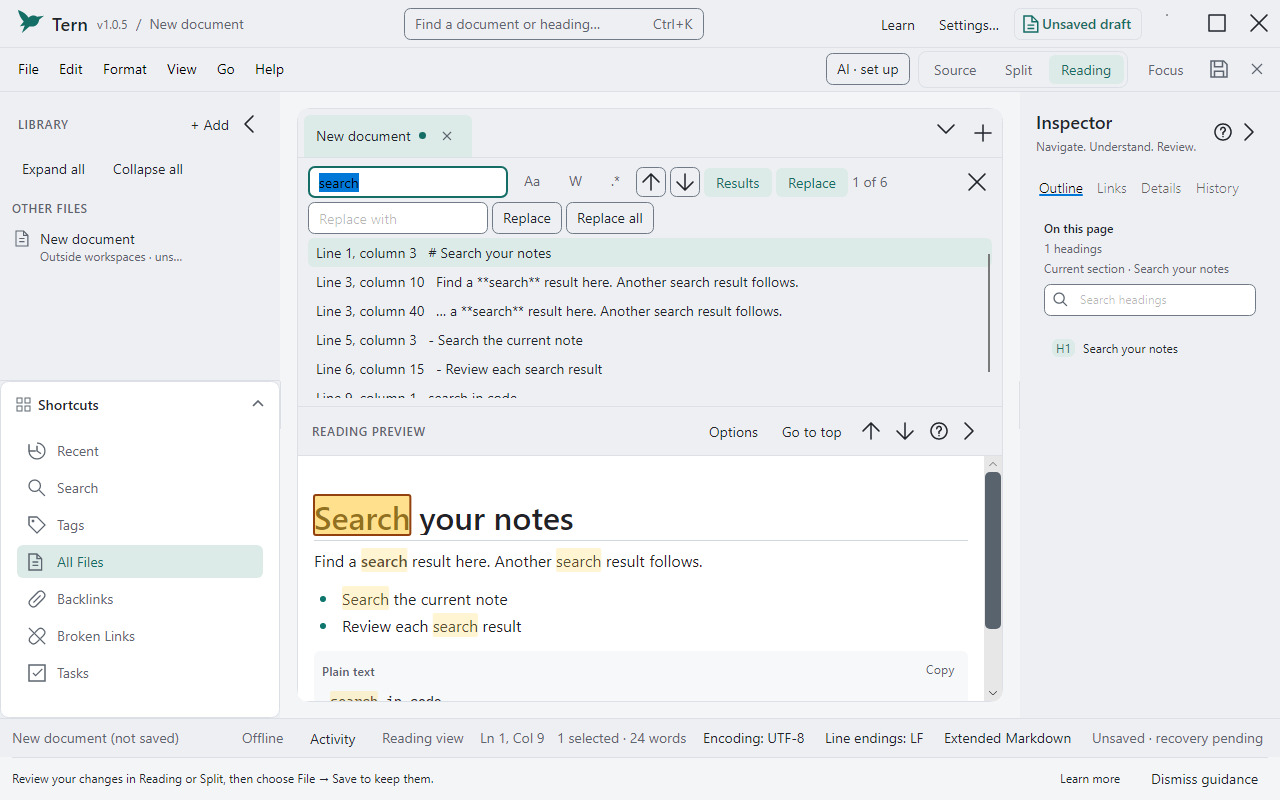 Tern v1.0.5 / New document
Find a document or heading... Ctrl+K
Learn
Settings...
Unsaved draft
File Edit Format View Go Help
AI · set up
Source Split Reading Focus
LIBRARY
+ Add
Expand all
Collapse all
OTHER FILES
New document
Outside workspaces · uns...
Shortcuts
Recent
Search
Tags
All Files
Backlinks
Broken Links
Tasks
New document
search
Aa W .*
Results
Replace
1 of 6
Replace with
Replace
Replace all
Line 1, column 3 # Search your notes
Line 3, column 10 Find a **search** result here. Another search result follows.
Line 3, column 40 ... a **search** result here. Another search result follows.
Line 5, column 3 - Search the current note
Line 6, column 15 - Review each search result
Line 9, column 1 search in code
READING PREVIEW
Options
Go to top
Search your notes
Find a search result here. Another search result follows.
Search the current note
Review each search result
Plain text
Copy
search in code
Inspector
Navigate. Understand. Review.
Outline Links Details History
On this page
1 headings
Current section · Search your notes
Search headings
H1 Search your notes
New document (not saved)
Offline
Activity
Reading view
Ln 1, Col 9
1 selected · 24 words
Encoding: UTF-8
Line endings: LF
Extended Markdown
Unsaved · recovery pending
Review your changes in Reading or Split, then choose File → Save to keep them.
Learn more
Dismiss guidance